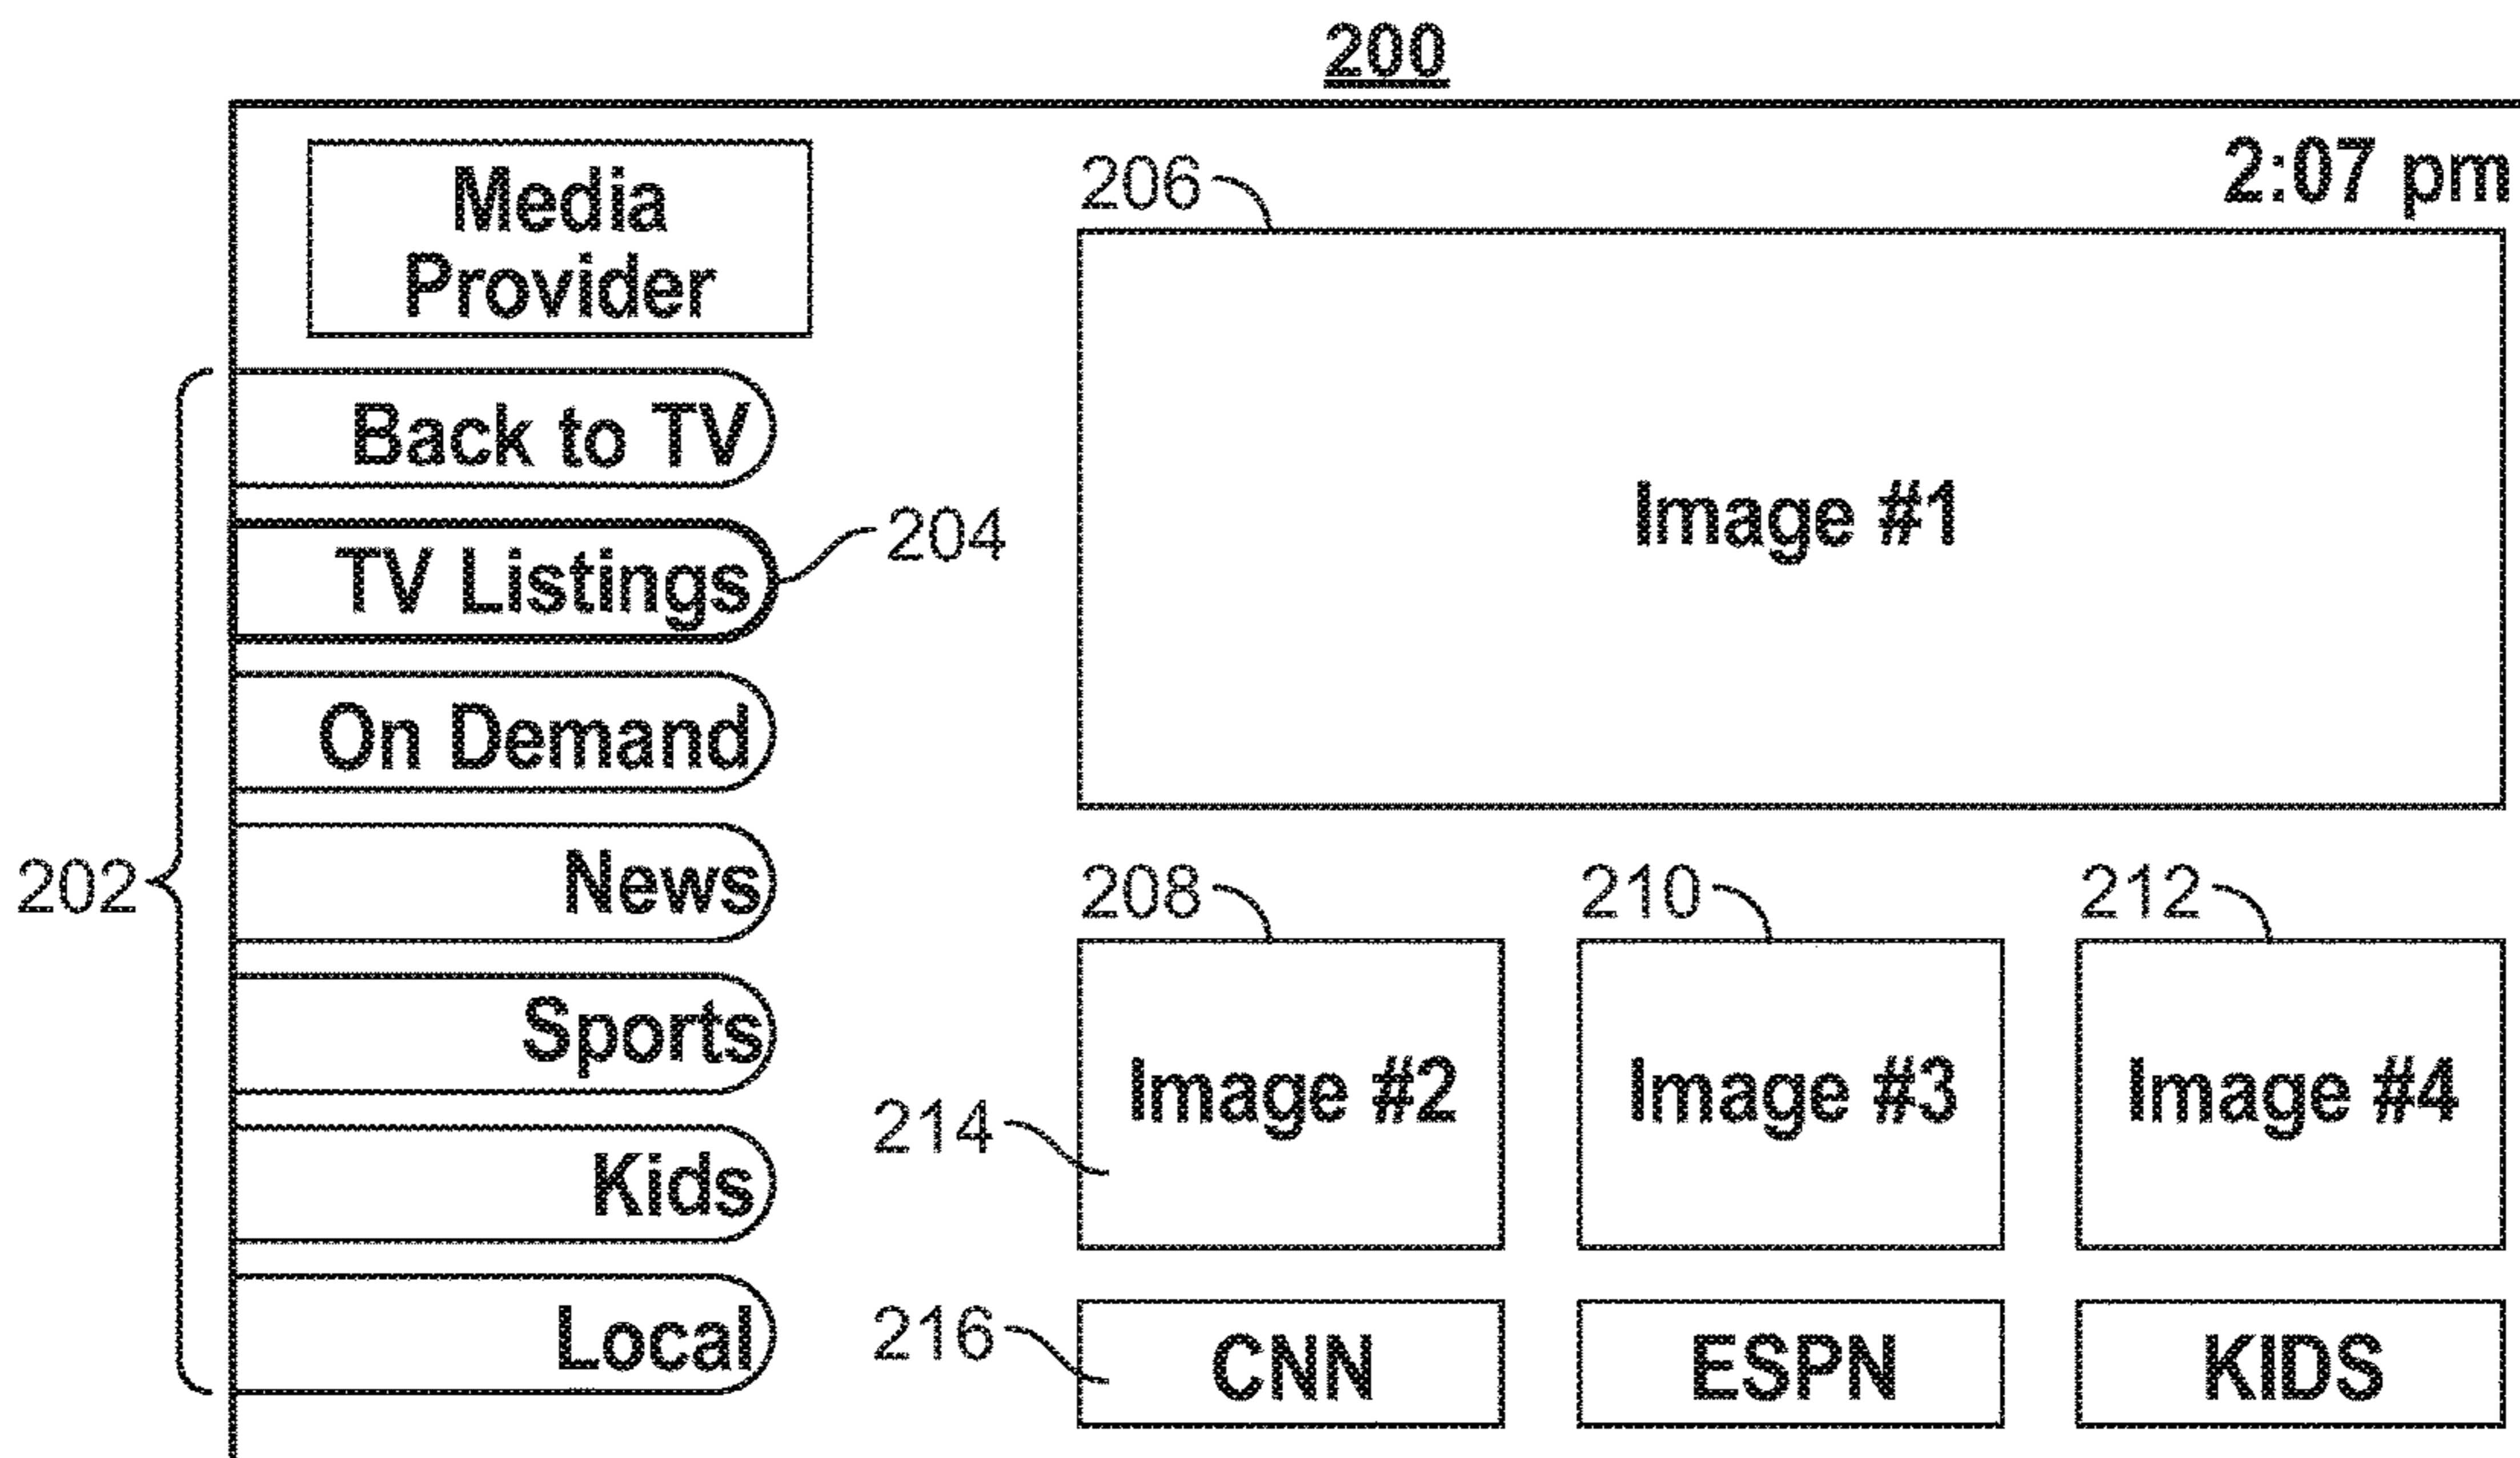 200
2:07 pm
Media
Provider
206
Image #1
202
Back to TV
TV Listings
204
On Demand
News
Sports
Kids
Local
208
210
212
Image #2
Image #3
Image #4
214
216
CNN
ESPN
KIDS